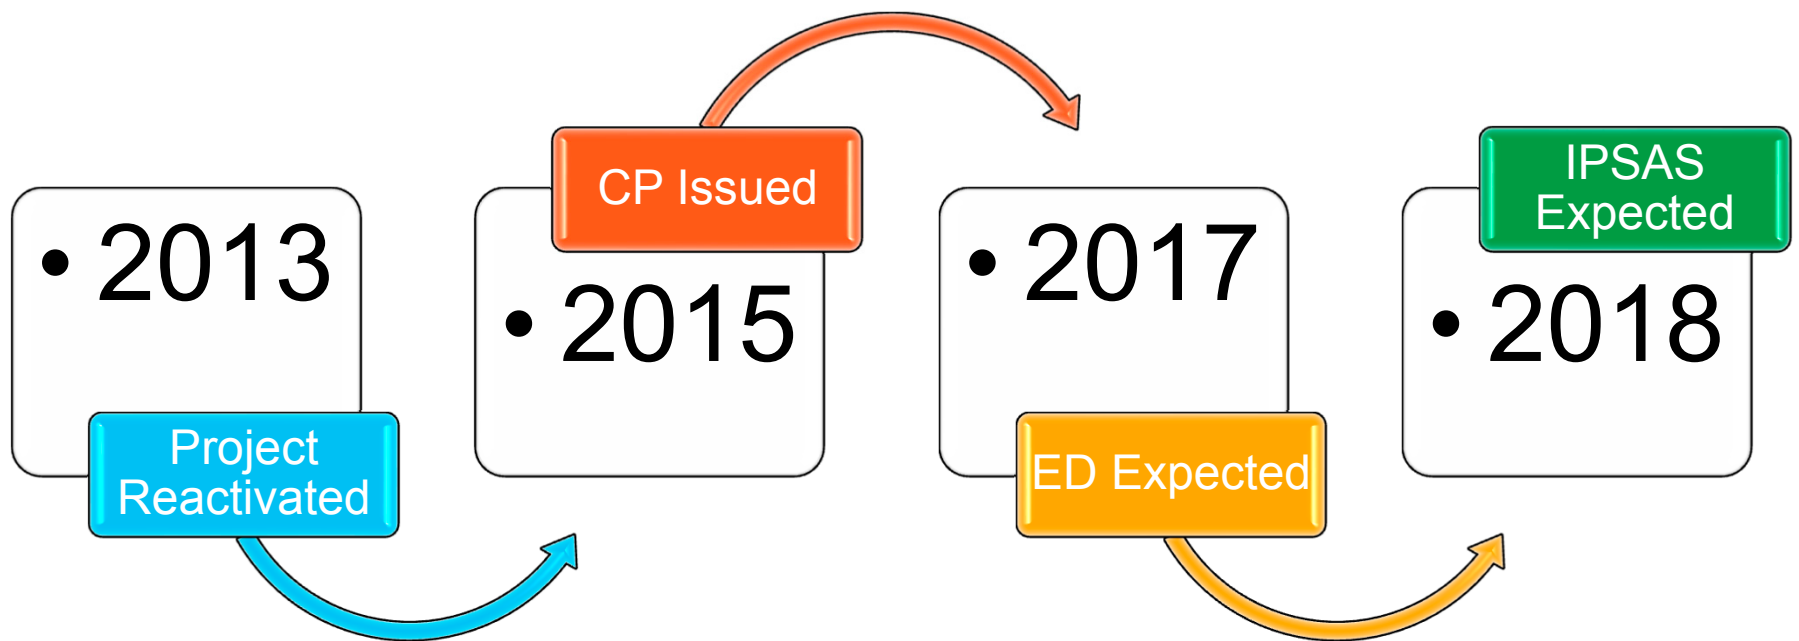 • 2013
Project
Reactivated
CP Issued
• 2015
• 2017
ED Expected
IPSAS
Expected
• 2018